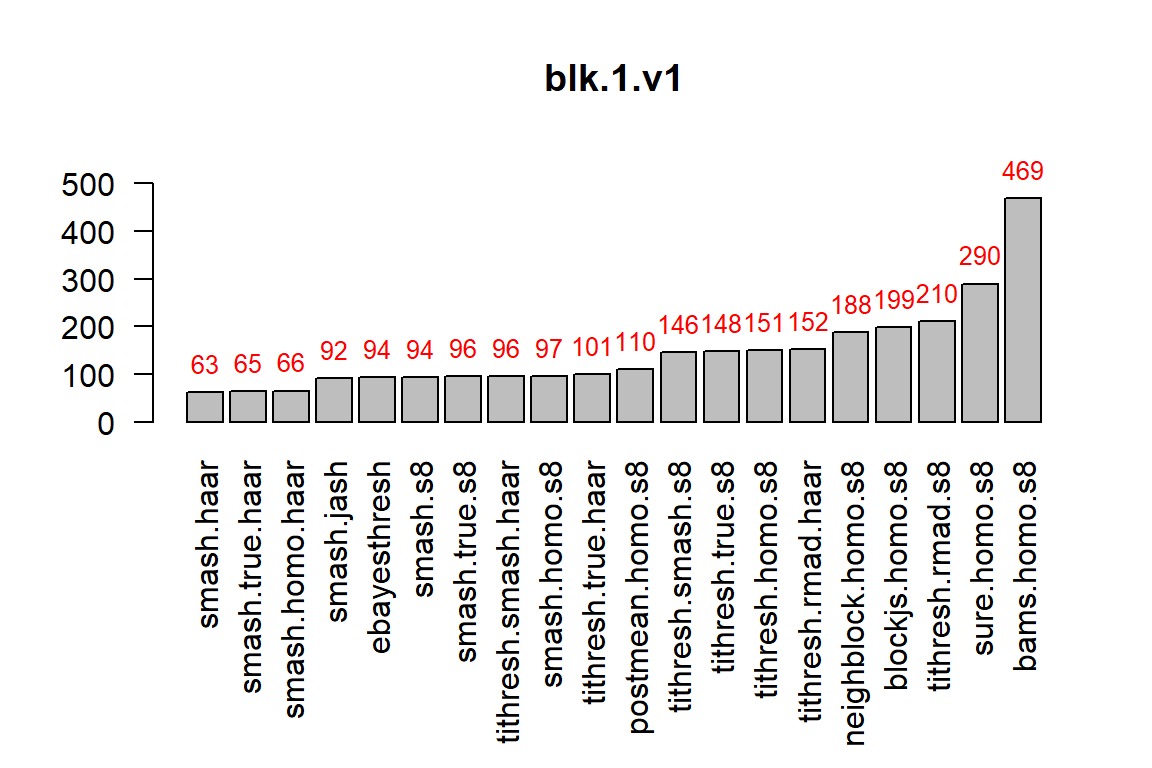 blk.1.v1
500
400
300
200
100
0
63
65
66
92
94
94
96
96
97
101
110
146
148
151
152
188
199
210
290
469
smash.haar
smash.true.haar
smash.homo.haar
smash.jash
ebayesthresh
smash.s8
smash.true.s8
tithresh.smash.haar
smash.homo.s8
tithresh.true.haar
postmean.homo.s8
tithresh.smash.s8
tithresh.true.s8
tithresh.homo.s8
tithresh.rmad.haar
neighblock.homo.s8
blockjs.homo.s8
tithresh.rmad.s8
sure.homo.s8
bams.homo.s8